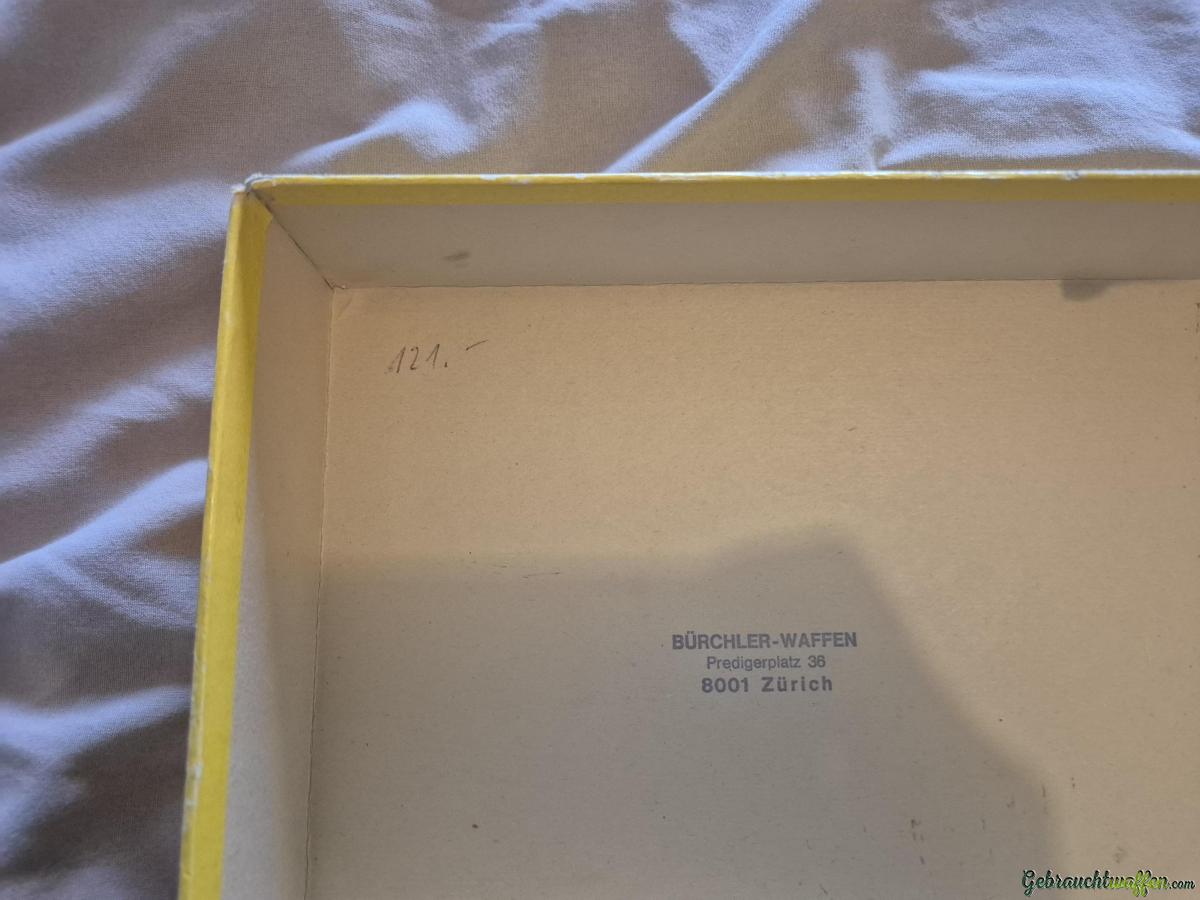 121.-
BÜRCHLER-WAFFEN
Predigerplatz 36
8001 Zürich
Gebrauchtwaffen.com